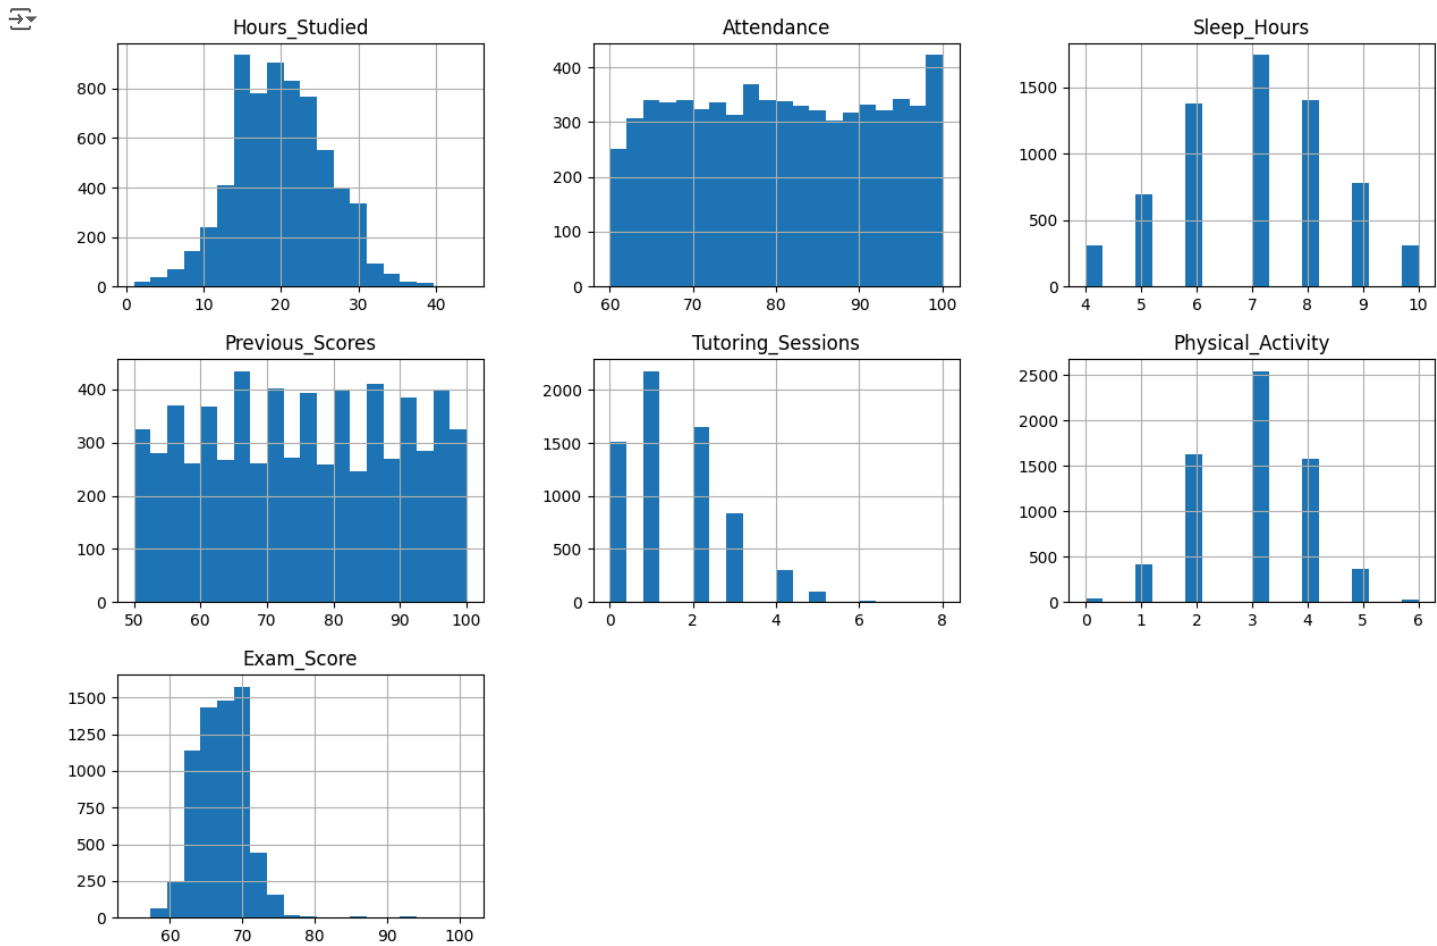 Hours_Studied
800
600
400
200
0
0 10 20 30 40
Attendance
400
300
200
100
0
60 70 80 90 100
Sleep_Hours
1500
1000
500
0
4 5 6 7 8 9 10
Previous_Scores
400
300
200
100
0
50 60 70 80 90 100
Tutoring_Sessions
2000
1500
1000
500
0
0 2 4 6 8
Physical_Activity
2500
2000
1500
1000
500
0
0 1 2 3 4 5 6
Exam_Score
1500
1250
1000
750
500
250
0
60 70 80 90 100